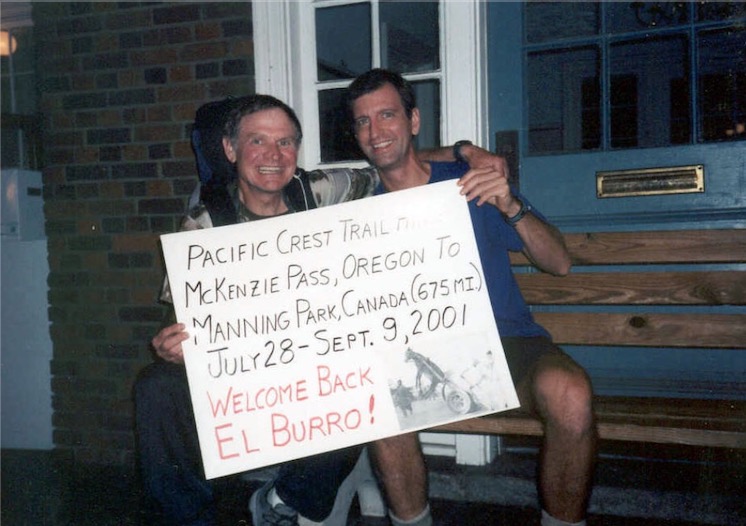 PACIFIC CREST TRAIL
MCKENZIE PASS, OREGON TO
MANNING PARK, CANADA (675 MI.)
JULY 28 - SEPT. 9, 2001
WELCOME BACK
EL BURRO!